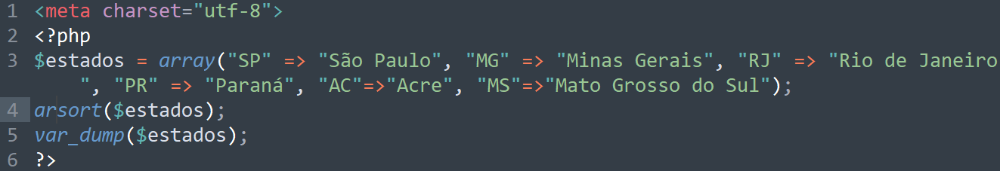 1 <meta charset="utf-8">
2 <?php
3 $estados = array("SP" => "São Paulo", "MG" => "Minas Gerais", "RJ" => "Rio de Janeiro
", "PR" => "Paraná", "AC"=>"Acre", "MS"=>"Mato Grosso do Sul");
4 arsort($estados);
5 var_dump($estados);
6 ?>